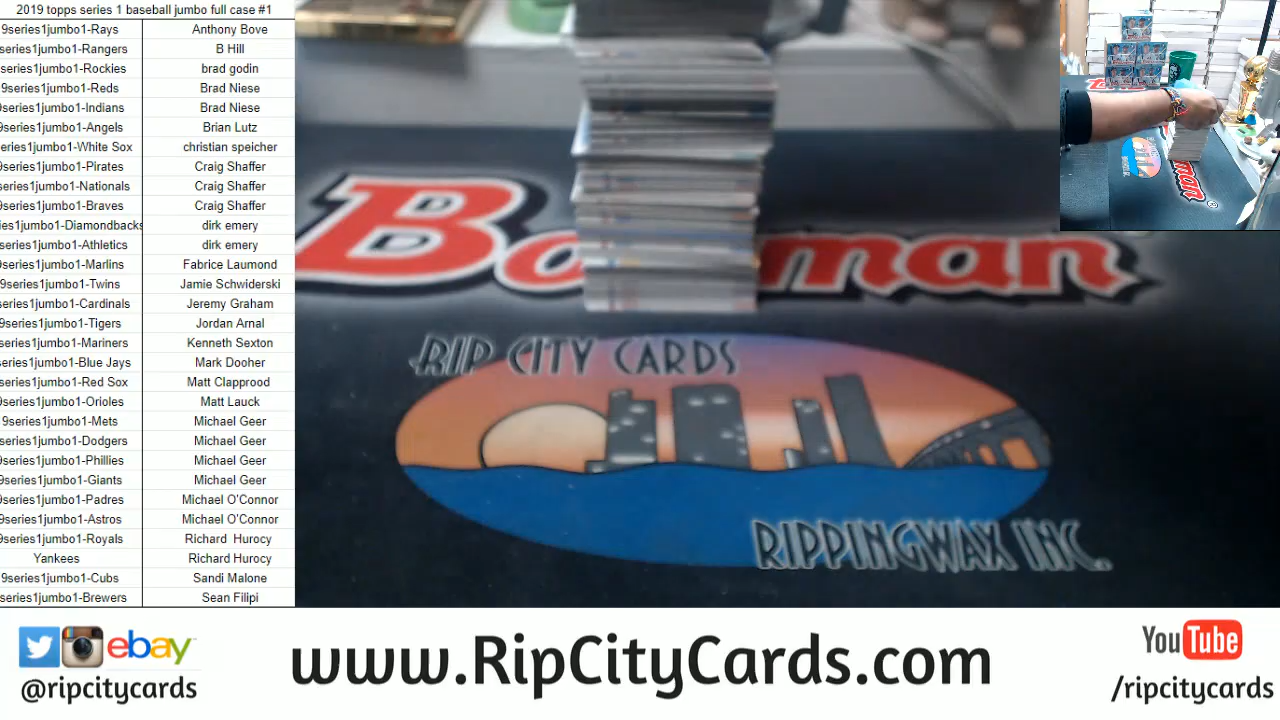 2019 topps series 1 baseball jumbo full case #1
9series1jumbo1-Rays Anthony Bove
series1jumbo1-Rangers B Hill
series1jumbo1-Rockies brad godin
9series1jumbo1-Reds Brad Niese
9series1jumbo1-Indians Brad Niese
9series1jumbo1-Angels Brian Lutz
series1jumbo1-White Sox christian speicher
9series1jumbo1-Pirates Craig Shaffer
series1jumbo1-Nationals Craig Shaffer
9series1jumbo1-Braves Craig Shaffer
ies1jumbo1-Diamondbacks dirk emery
series1jumbo1-Athletics dirk emery
series1jumbo1-Marlins Fabrice Laumond
9series1jumbo1-Twins Jamie Schwiderski
eries1jumbo1-Cardinals Jeremy Graham
9series1jumbo1-Tigers Jordan Arnal
series1jumbo1-Mariners Kenneth Sexton
eries1jumbo1-Blue Jays Mark Dooher
series1jumbo1-Red Sox Matt Clapprood
series1jumbo1-Orioles Matt Lauck
9series1jumbo1-Mets Michael Geer
series1jumbo1-Dodgers Michael Geer
9series1jumbo1-Phillies Michael Geer
9series1jumbo1-Giants Michael Geer
9series1jumbo1-Padres Michael O'Connor
9series1jumbo1-Astros Michael O'Connor
9series1jumbo1-Royals Richard Hurocy
Yankees Richard Hurocy
9series1jumbo1-Cubs Sandi Malone
series1jumbo1-Brewers Sean Filipi
Bo man
RIP CITY CARDS
RIPPINGWAX INC.
man ®
ebay
@ripcitycards
www.RipCityCards.com
YouTube
/ripcitycards